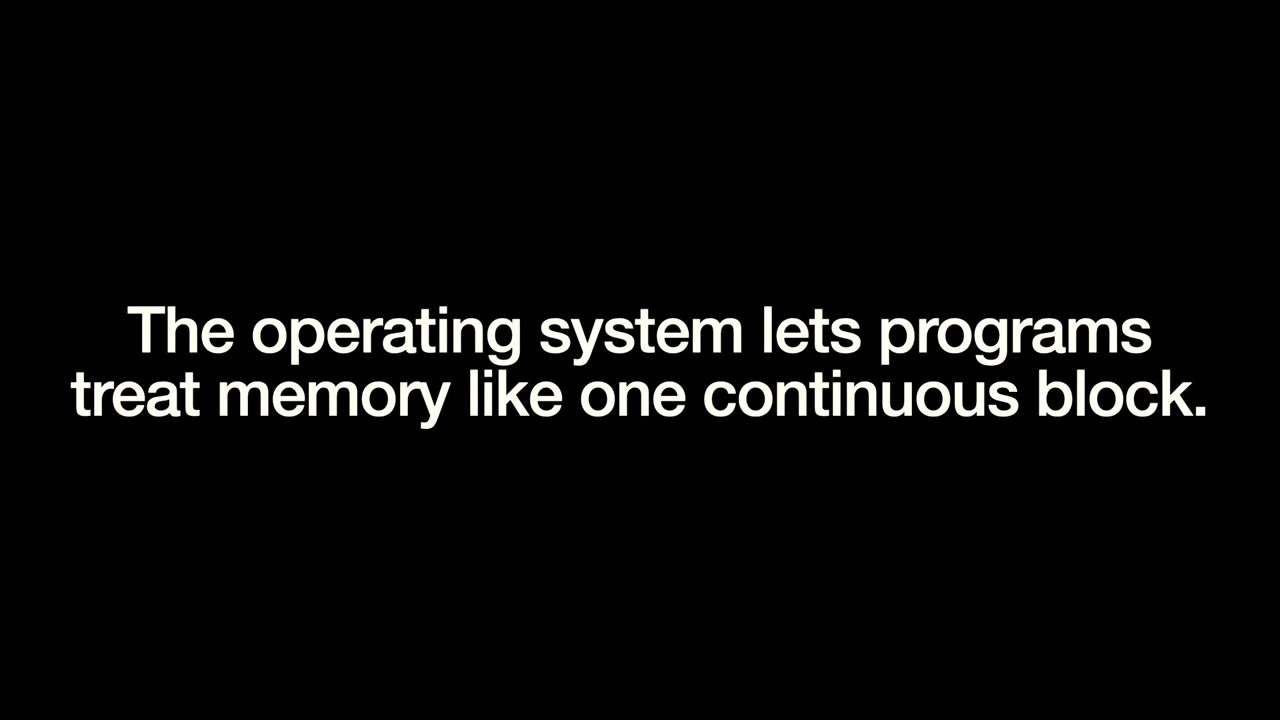 The operating system lets programs
treat memory like one continuous block.